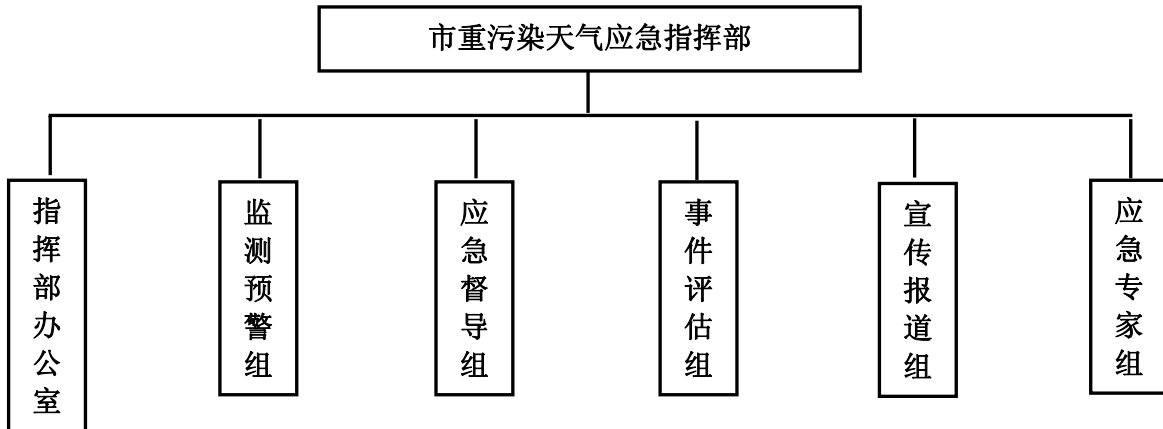 市重污染天气应急指挥部
指挥部办公室
监测预警组
应急督导组
事件评估组
宣传报道组
应急专家组